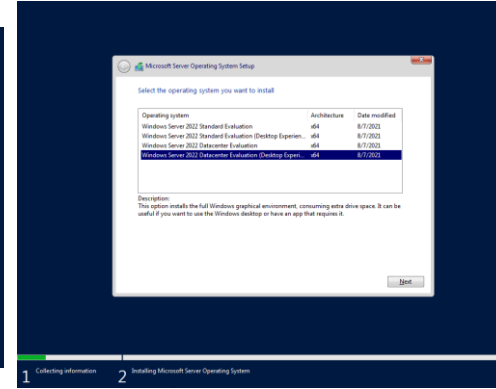 Microsoft Server Operating System Setup
Select the operating system you want to install
Operating system Architecture Date modified
Windows Server 2022 Standard Evaluation x64 8/7/2021
Windows Server 2022 Standard Evaluation (Desktop Experien... x64 8/7/2021
Windows Server 2022 Datacenter Evaluation x64 8/7/2021
Windows Server 2022 Datacenter Evaluation (Desktop Experi... x64 8/7/2021
Description:
This option installs the full Windows graphical environment, consuming extra drive space. It can be
useful if you want to use the Windows desktop or have an app that requires it.
Next
1 Collecting information 2 Installing Microsoft Server Operating System